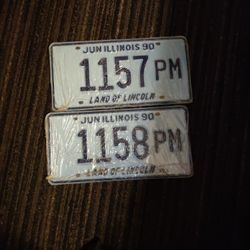 JUN ILLINOIS 90
1157 PM
LAND OF LINCOLN
JUN ILLINOIS 90
1158 PM
LAND OF LINCOLN